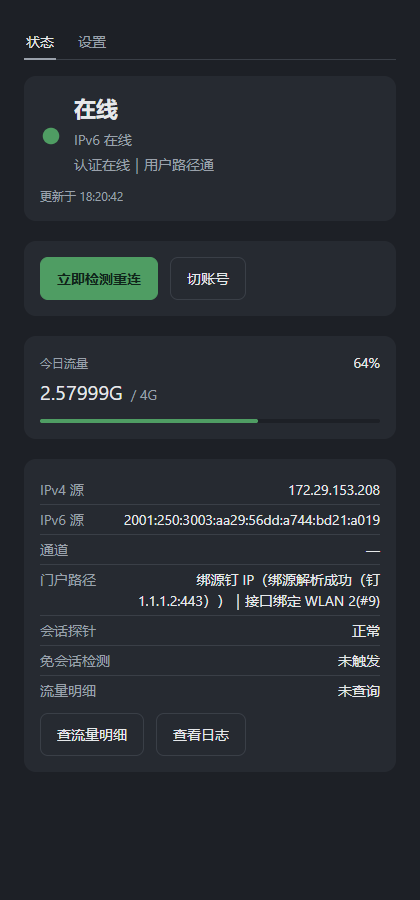 状态 设置
在线
IPv6 在线
认证在线 | 用户路径通
更新于 18:20:42
立即检测重连 切账号
今日流量 64%
2.57999G / 4G
IPv4 源 172.29.153.208
IPv6 源 2001:250:3003:aa29:56dd:a744:bd21:a019
通道 —
门户路径 绑源钉 IP（绑源解析成功（钉
1.1.1.2:443）） | 接口绑定 WLAN 2(#9)
会话探针 正常
免会话检测 未触发
流量明细 未查询
查流量明细 查看日志